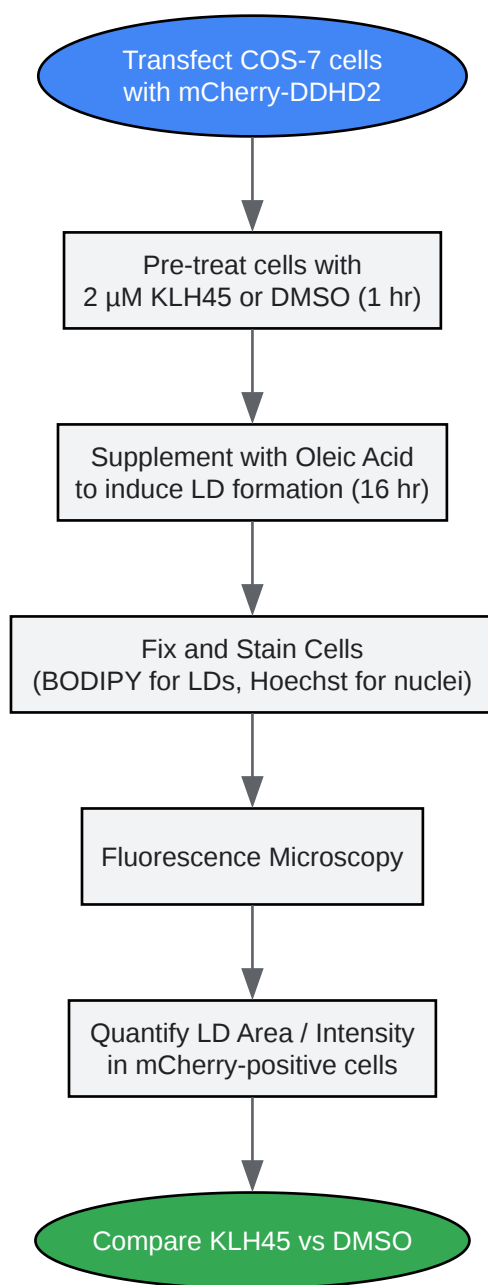 Transfect COS-7 cells
with mCherry-DDHD2
Pre-treat cells with
2 µM KLH45 or DMSO (1 hr)
Supplement with Oleic Acid
to induce LD formation (16 hr)
Fix and Stain Cells
(BODIPY for LDs, Hoechst for nuclei)
Fluorescence Microscopy
Quantify LD Area / Intensity
in mCherry-positive cells
Compare KLH45 vs DMSO